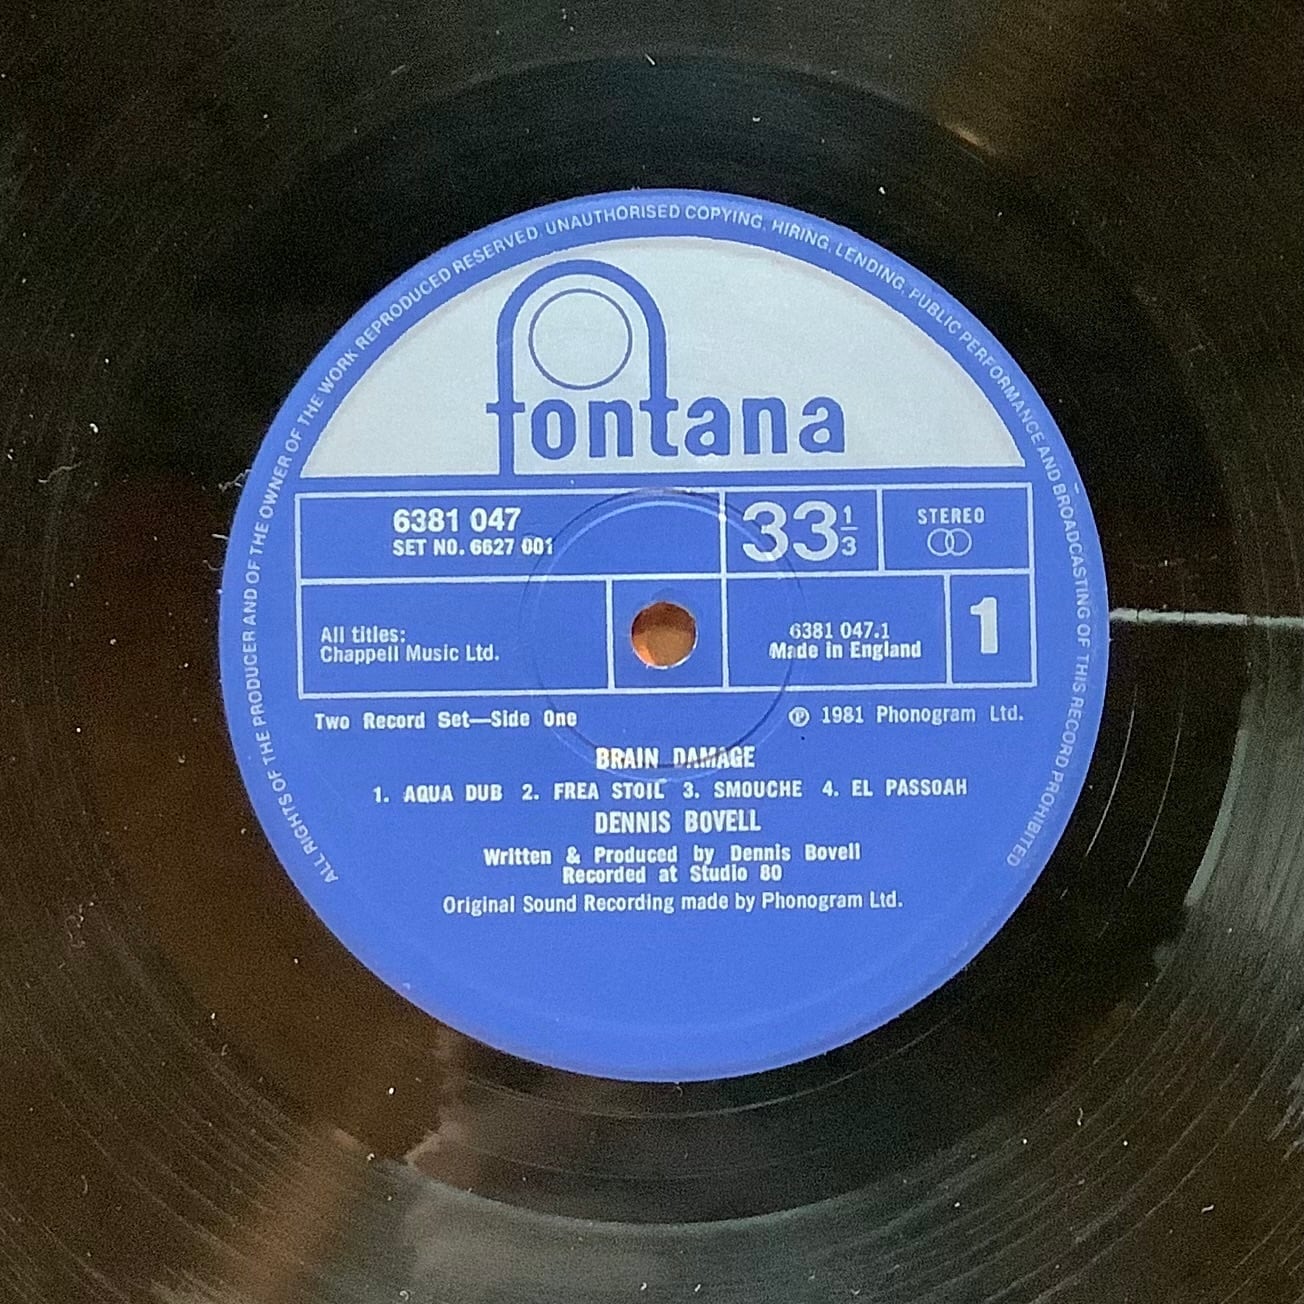 ALL RIGHTS OF THE PRODUCER AND OF THE OWNER OF THE WORK REPRODUCED RESERVED. UNAUTHORISED COPYING, HIRING, LENDING, PUBLIC PERFORMANCE AND BROADCASTING OF THIS RECORD PROHIBITED
fontana
6381 047
SET NO. 6627 001
33 1/3
STEREO
All titles:
Chappell Music Ltd.
6381 047.1
Made in England
1
Two Record Set—Side One
Ⓟ 1981 Phonogram Ltd.
BRAIN DAMAGE
1. AQUA DUB 2. FREA STOIL 3. SMOUCHE 4. EL PASSOAH
DENNIS BOVELL
Written & Produced by Dennis Bovell
Recorded at Studio 80
Original Sound Recording made by Phonogram Ltd.